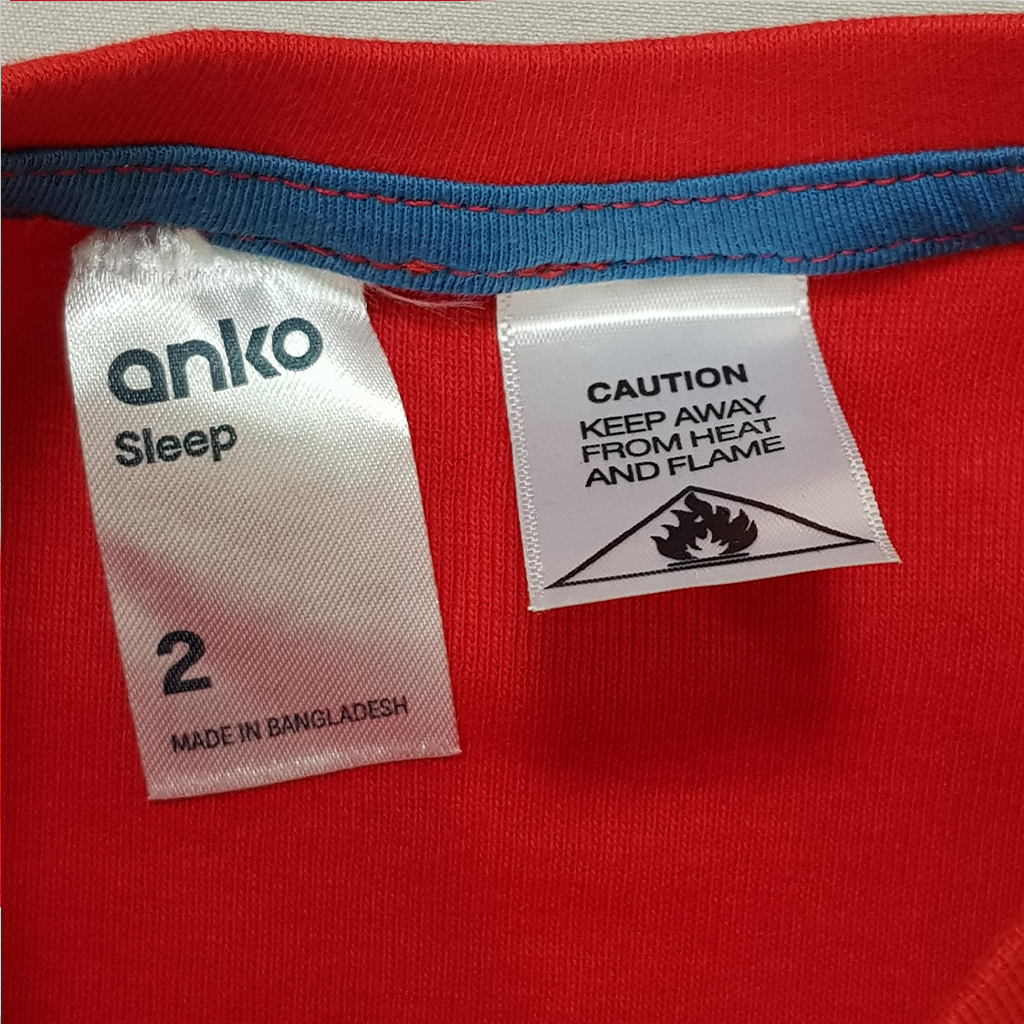 anko
Sleep
2
MADE IN BANGLADESH
CAUTION
KEEP AWAY
FROM HEAT
AND FLAME